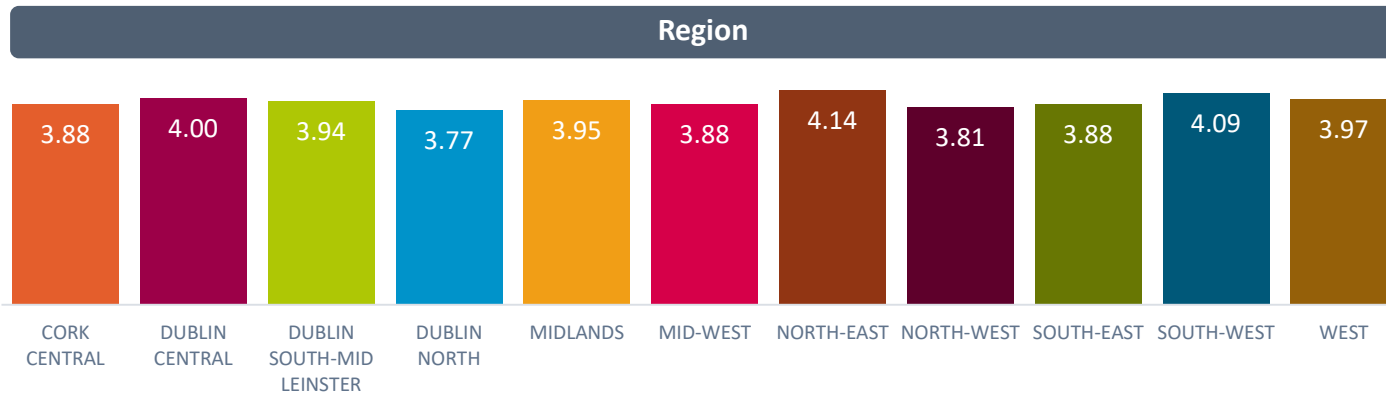 Region
3.88
4.00
3.94
3.77
3.95
3.88
4.14
3.81
3.88
4.09
3.97
CORK
CENTRAL
DUBLIN
CENTRAL
DUBLIN
SOUTH-MID
LEINSTER
DUBLIN
NORTH
MIDLANDS
MID-WEST
NORTH-EAST
NORTH-WEST
SOUTH-EAST
SOUTH-WEST
WEST